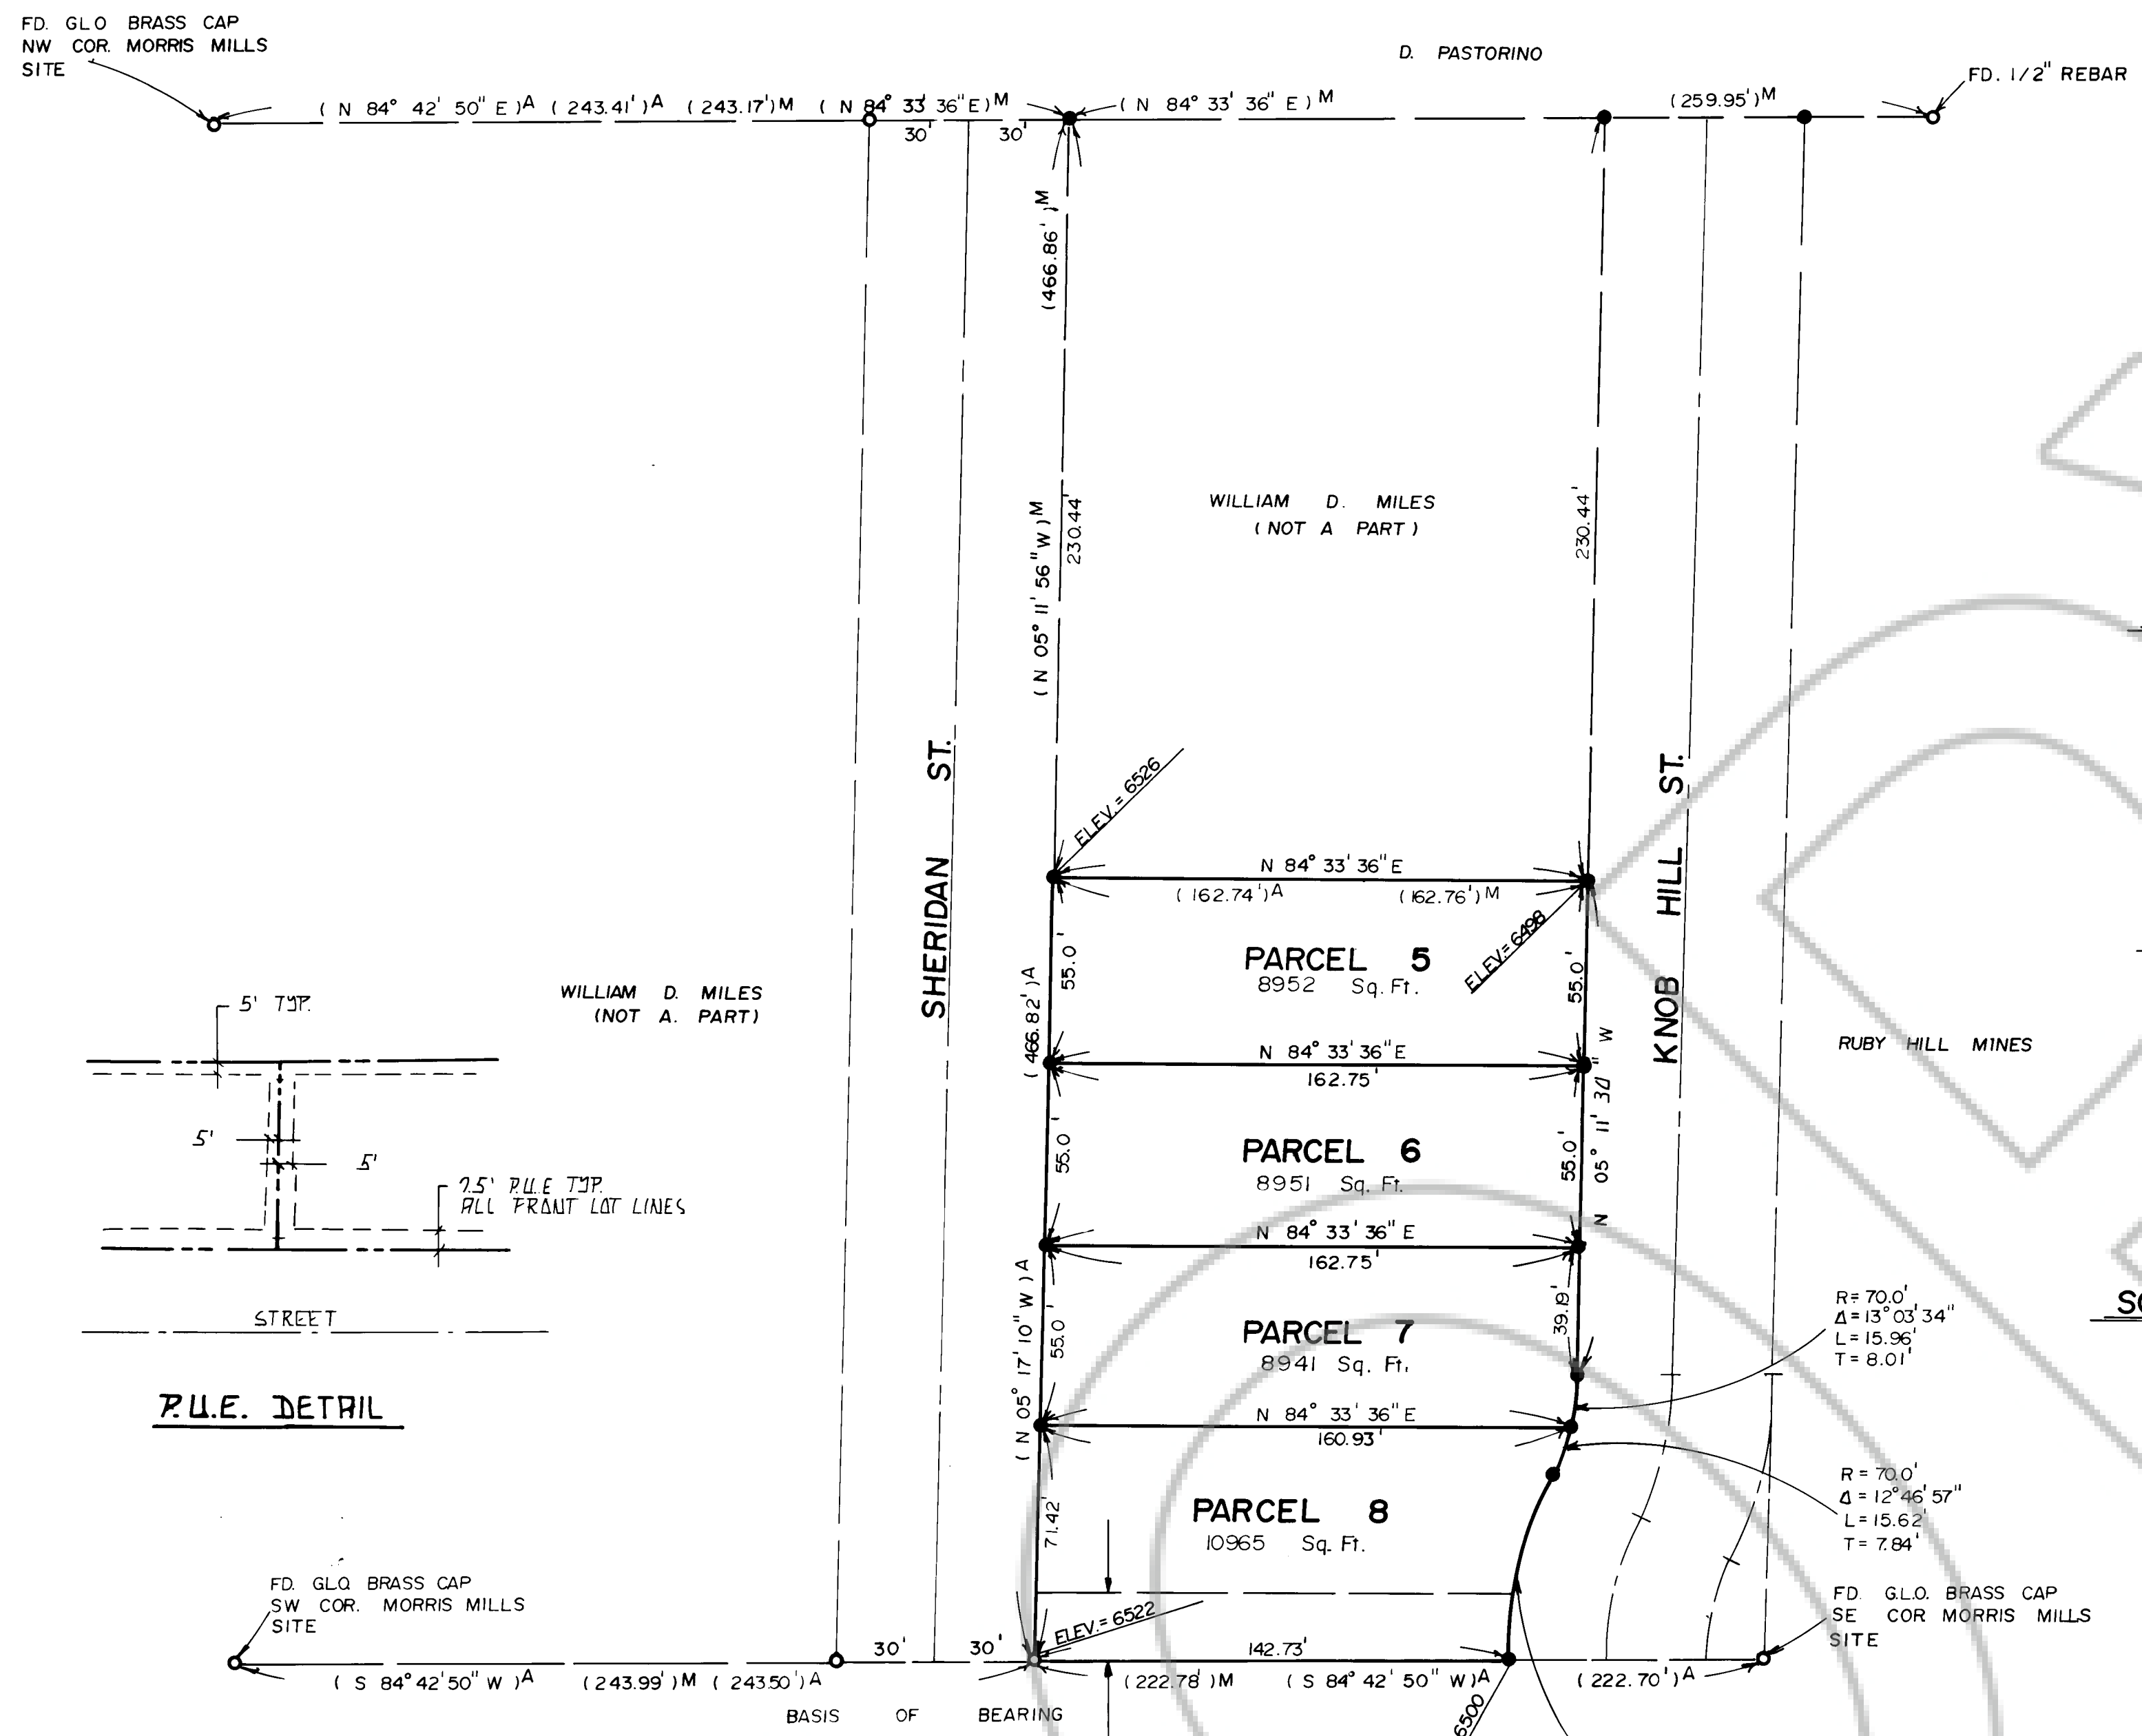 FD. GLO BRASS CAP
NW COR. MORRIS MILLS
SITE
D. PASTORINO
FD. 1/2" REBAR
( N 84° 42' 50" E )A ( 243.41' )A ( 243.17' )M ( N 84° 33' 36" E )M
( N 84° 33' 36" E ) M
(259.95')M
30' 30'
(466.86' )M
WILLIAM D. MILES
( NOT A PART )
230.44'
230.44'
( N 05° 11' 56" W ) M
SHERIDAN ST.
KNOB HILL ST.
ELEV. = 6526
N 84° 33' 36" E
( 162.74' )A (162.76' )M
ELEV.= 6498
PARCEL 5
8952 Sq. Ft.
55.0'
55.0'
(466.82' )A
WILLIAM D. MILES
(NOT A. PART)
RUBY HILL MINES
N 84° 33' 36" E
162.75'
N 05° 11' 30" W
PARCEL 6
8951 Sq. Ft.
55.0'
55.0'
N 84° 33' 36" E
162.75'
PARCEL 7
8941 Sq. Ft.
55.0'
39.19'
( N 05° 17' 10" W ) A
R= 70.0'
Δ=13° 03' 34"
L=15.96'
T= 8.01'
N 84° 33' 36" E
160.93'
PARCEL 8
10965 Sq. Ft.
71.42'
R = 70.0'
Δ = 12° 46' 57"
L = 15.62'
T = 7.84'
5' TYP.
5'
5'
7.5' P.U.E TYP.
ALL FRONT LOT LINES
STREET
P.U.E. DETAIL
FD. GLO BRASS CAP
SW COR. MORRIS MILLS
SITE
FD. G.L.O. BRASS CAP
SE COR MORRIS MILLS
SITE
ELEV. = 6522
30' 30'
142.73'
( S 84° 42' 50" W )A (243.99' )M ( 243.50' )A
(222.78' )M ( S 84° 42' 50" W)A
( 222.70' )A
BASIS OF BEARING
6500